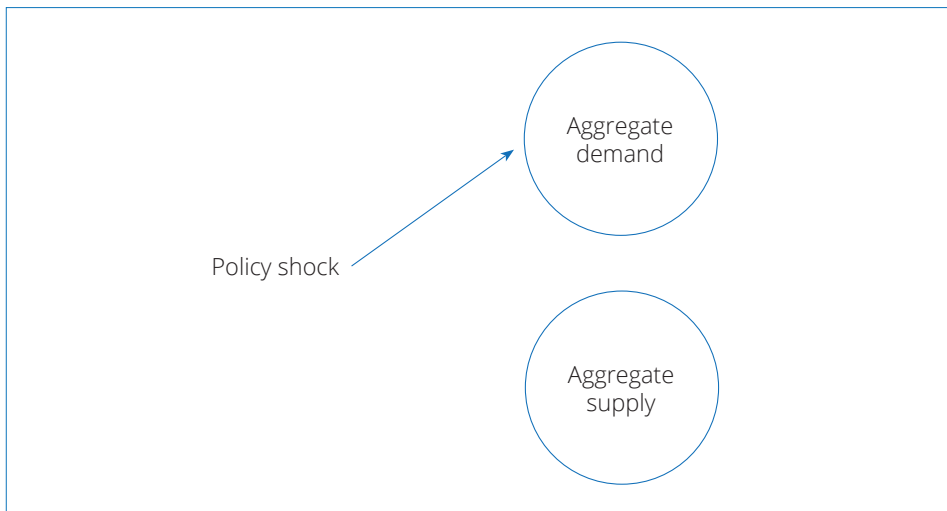 Aggregate
demand
Policy shock
Aggregate
supply